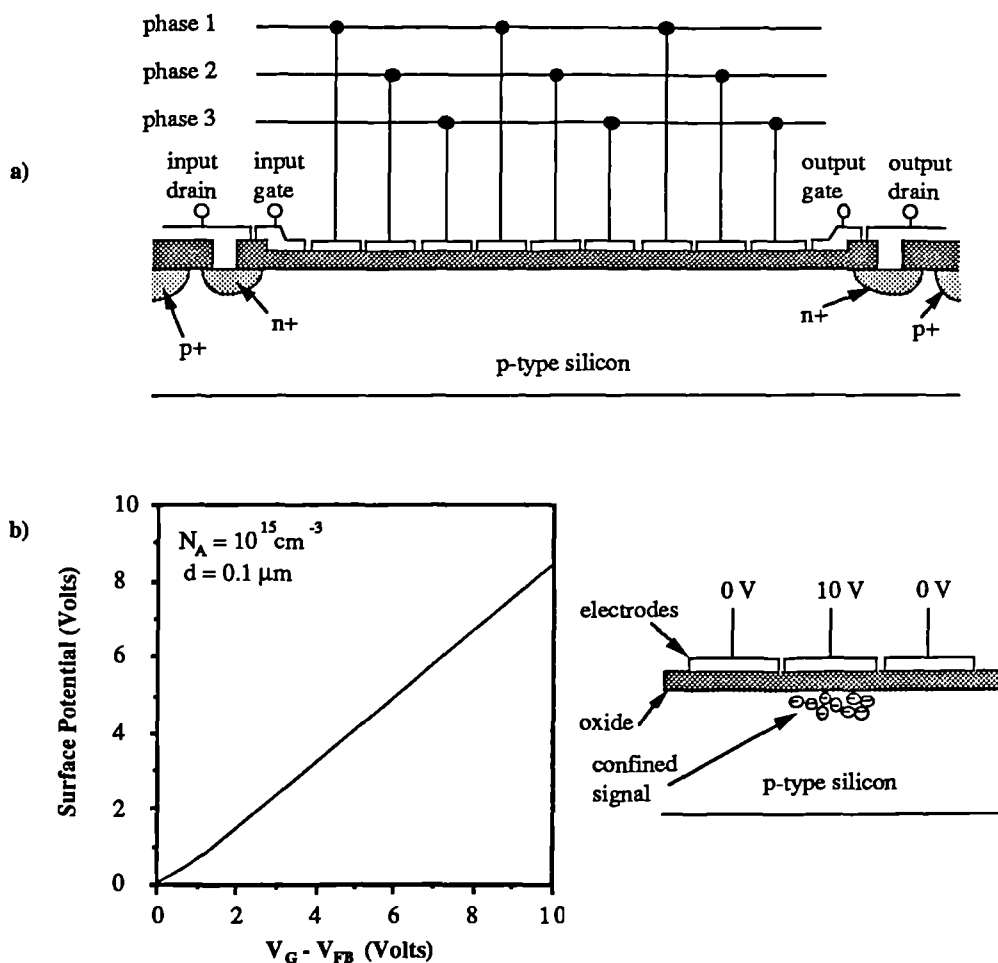 phase 1
phase 2
phase 3
a)
input drain
input gate
output gate
output drain
p+
n+
n+
p+
p-type silicon
b)
10
8
6
4
2
0
Surface Potential (Volts)
N_A = 10^15 cm^-3
d = 0.1 μm
0 2 4 6 8 10
V_G - V_FB (Volts)
0 V 10 V 0 V
electrodes
oxide
confined signal
p-type silicon